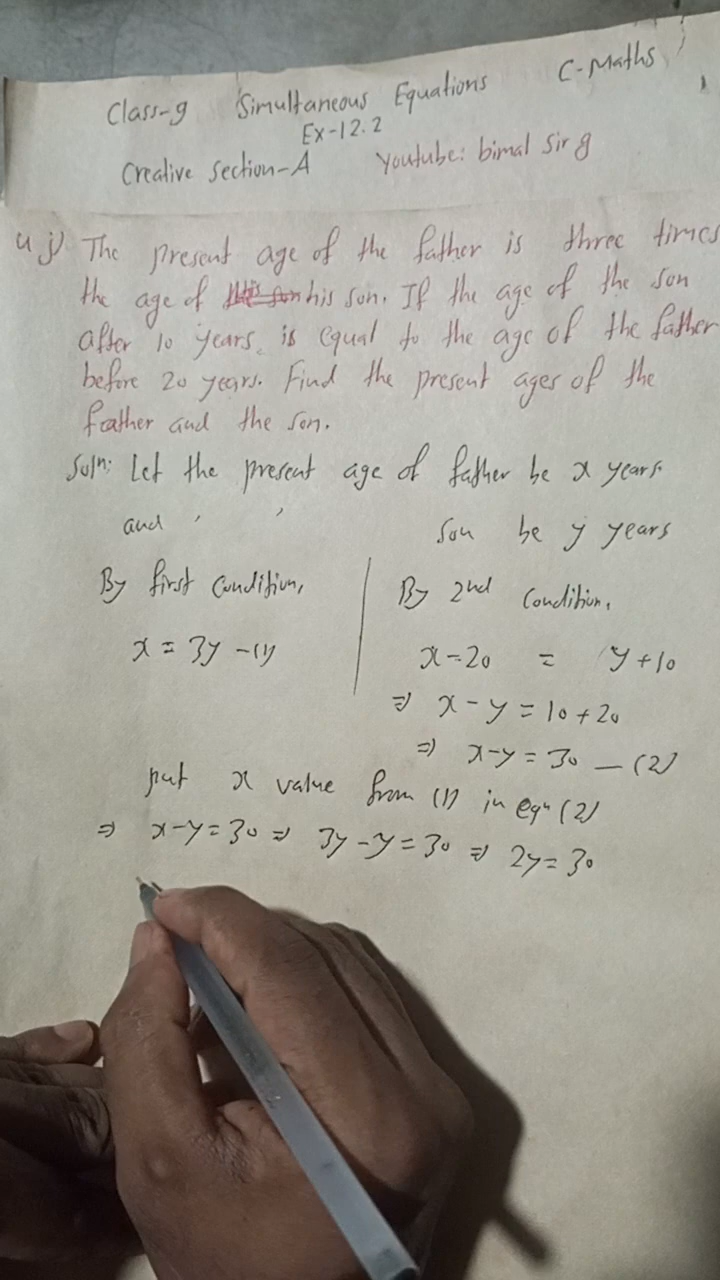 Class-9 Simultaneous Equations C-Maths
Ex-12.2
Creative Section-A Youtube: bimal Sir g
4 j) The present age of the father is three times
the age of his son. If the age of the son
after 10 years, is equal to the age of the father
before 20 years. Find the present ages of the
father and the son.
Soln: Let the present age of father be x years
and ' ' son be y years
By first Condition,
x = 3y -(1)
By 2nd Condition,
x-20 = y+10
⇒ x-y = 10+20
⇒ x-y = 30 — (2)
put x value from (1) in eqn (2)
⇒ x-y=30 ⇒ 3y-y=30 ⇒ 2y=30